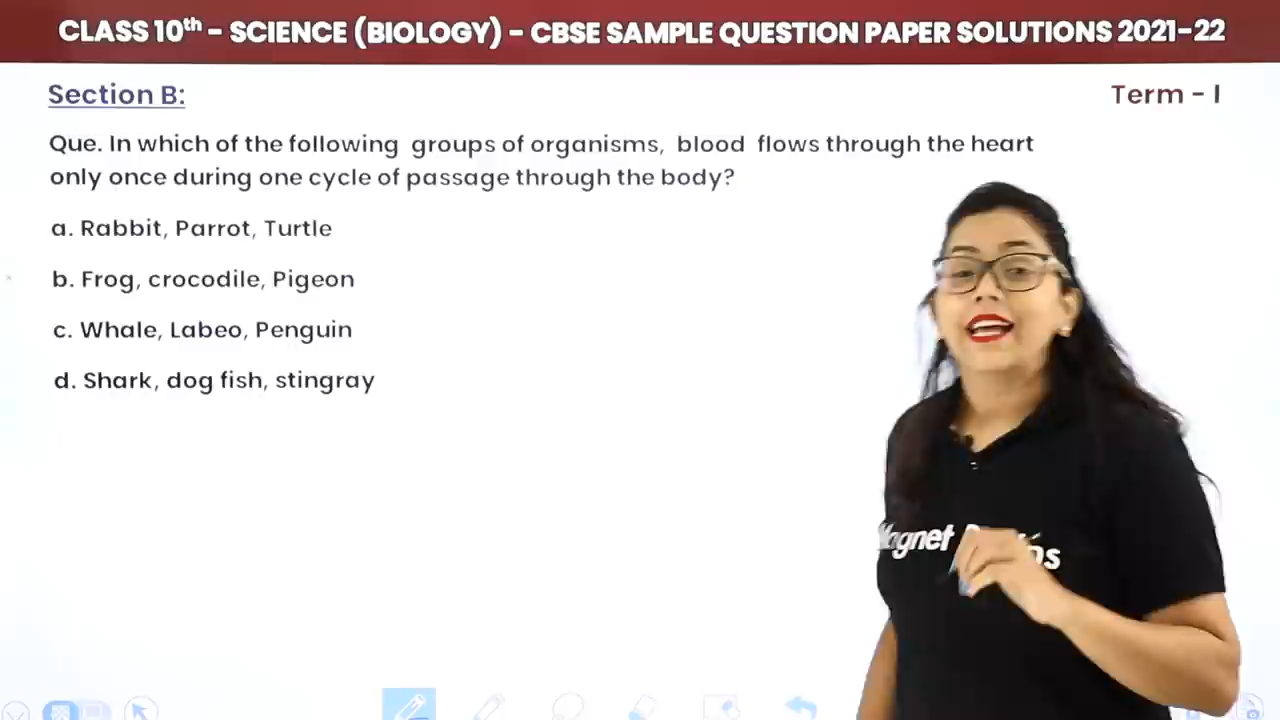 CLASS 10th – SCIENCE (BIOLOGY) – CBSE SAMPLE QUESTION PAPER SOLUTIONS 2021-22
Section B:
Term - I
Que. In which of the following groups of organisms, blood flows through the heart
only once during one cycle of passage through the body?
a. Rabbit, Parrot, Turtle
b. Frog, crocodile, Pigeon
c. Whale, Labeo, Penguin
d. Shark, dog fish, stingray
Magnet